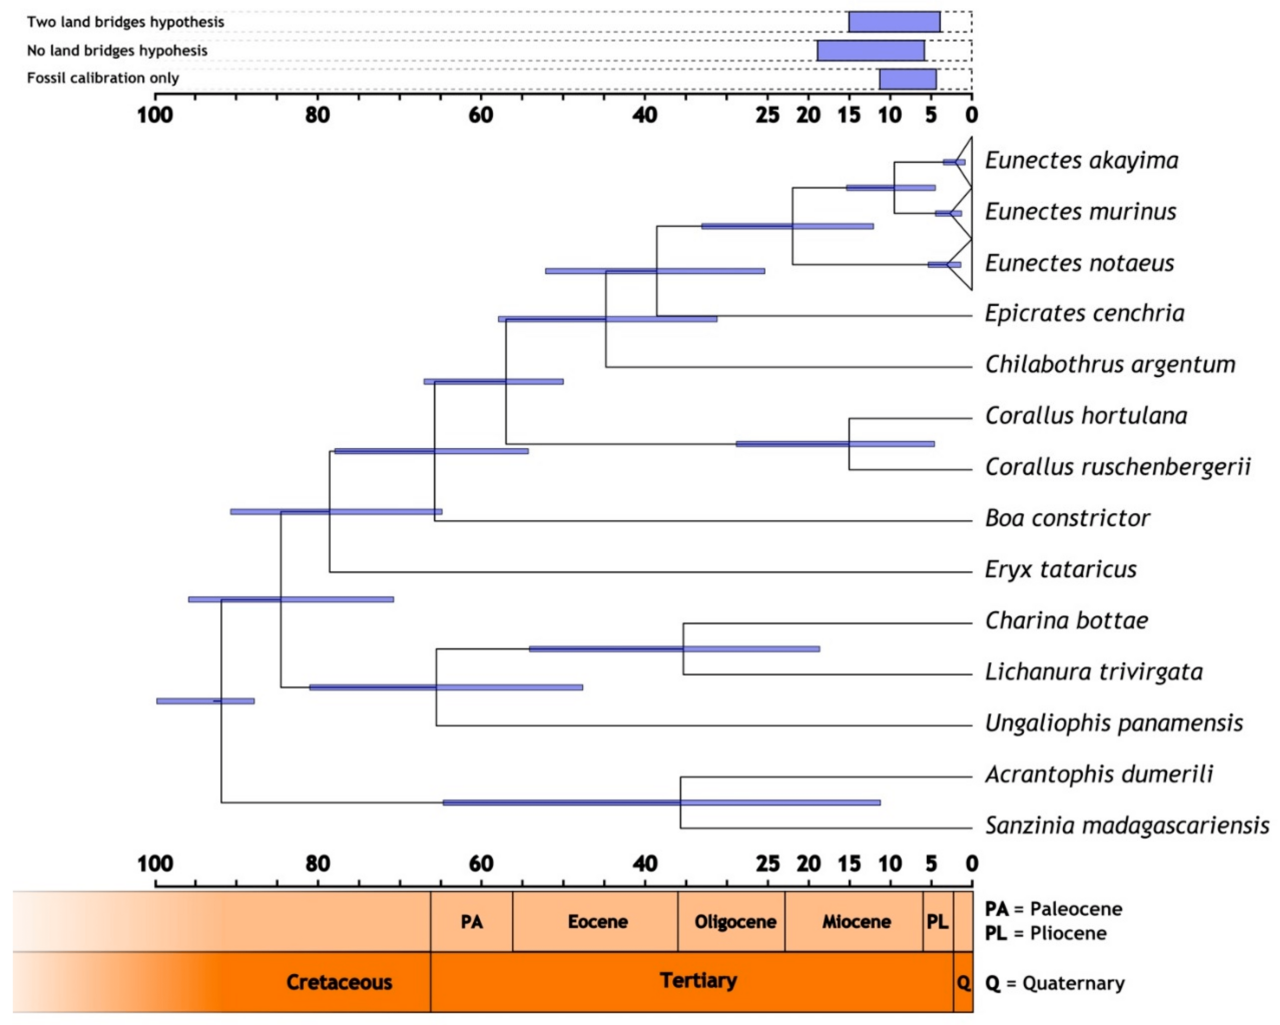 Two land bridges hypothesis
No land bridges hypohesis
Fossil calibration only
100 80 60 40 25 20 15 10 5 0
Eunectes akayima
Eunectes murinus
Eunectes notaeus
Epicrates cenchria
Chilabothrus argentum
Corallus hortulana
Corallus ruschenbergerii
Boa constrictor
Eryx tataricus
Charina bottae
Lichanura trivirgata
Ungaliophis panamensis
Acrantophis dumerili
Sanzinia madagascariensis
100 80 60 40 25 20 15 10 5 0
PA Eocene Oligocene Miocene PL
PA = Paleocene
PL = Pliocene
Cretaceous Tertiary Q
Q = Quaternary